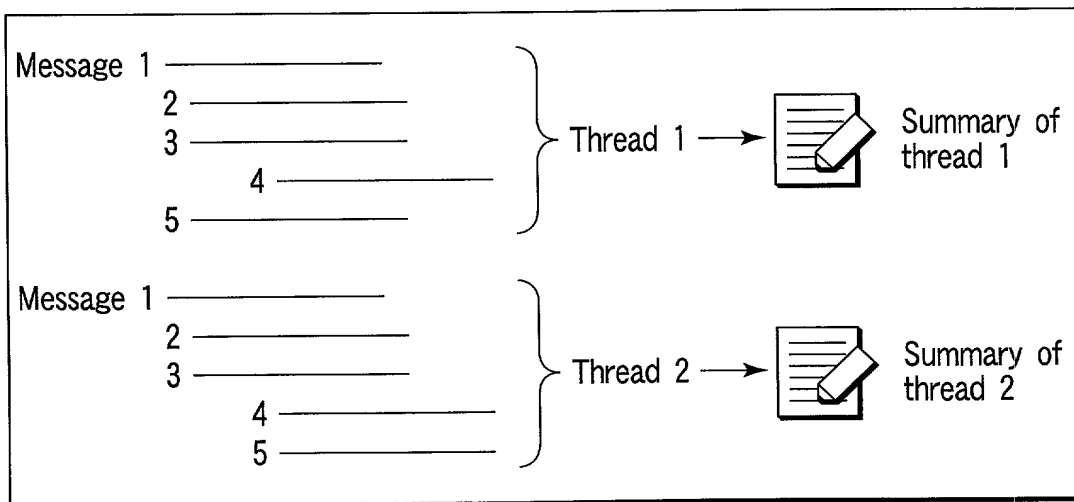 Message 1
2
3
4
5
Thread 1
Summary of
thread 1
Message 1
2
3
4
5
Thread 2
Summary of
thread 2